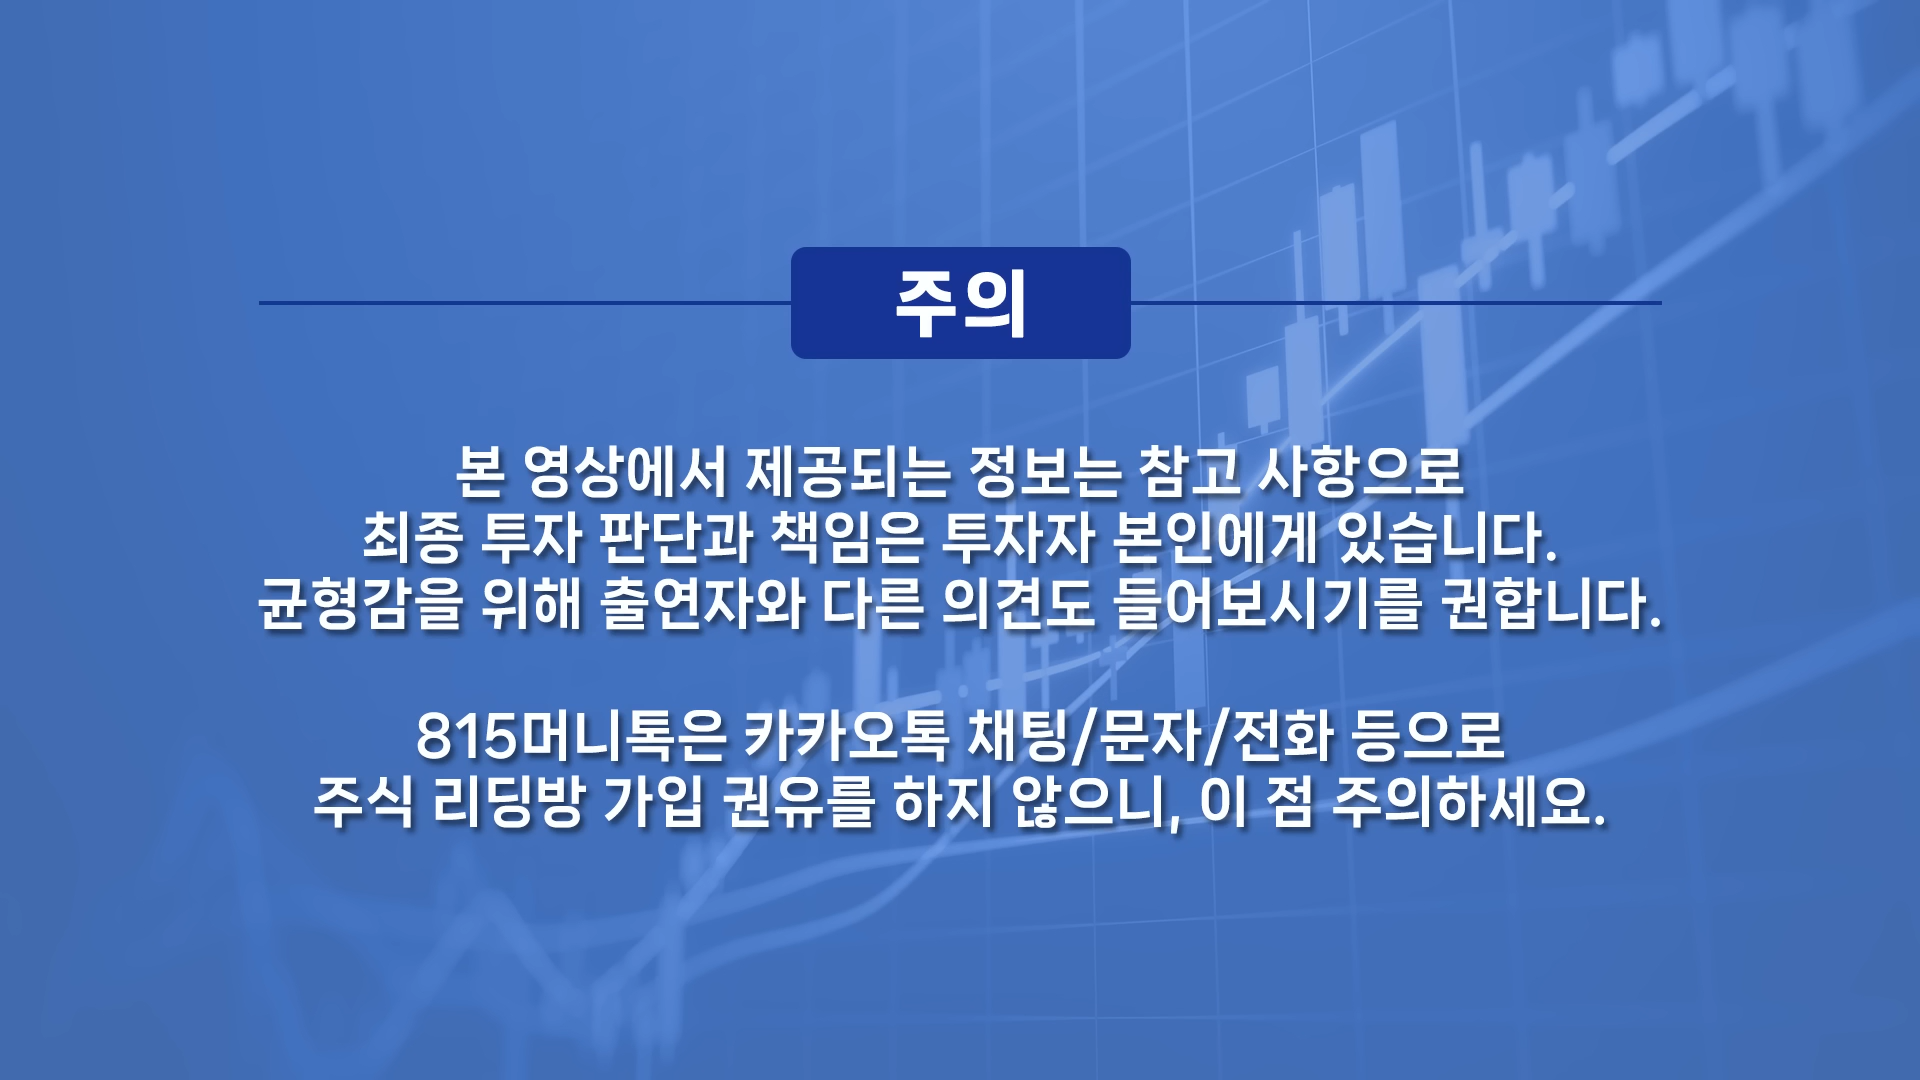 주의
본 영상에서 제공되는 정보는 참고 사항으로
최종 투자 판단과 책임은 투자자 본인에게 있습니다.
균형감을 위해 출연자와 다른 의견도 들어보시기를 권합니다.
815머니톡은 카카오톡 채팅/문자/전화 등으로
주식 리딩방 가입 권유를 하지 않으니, 이 점 주의하세요.